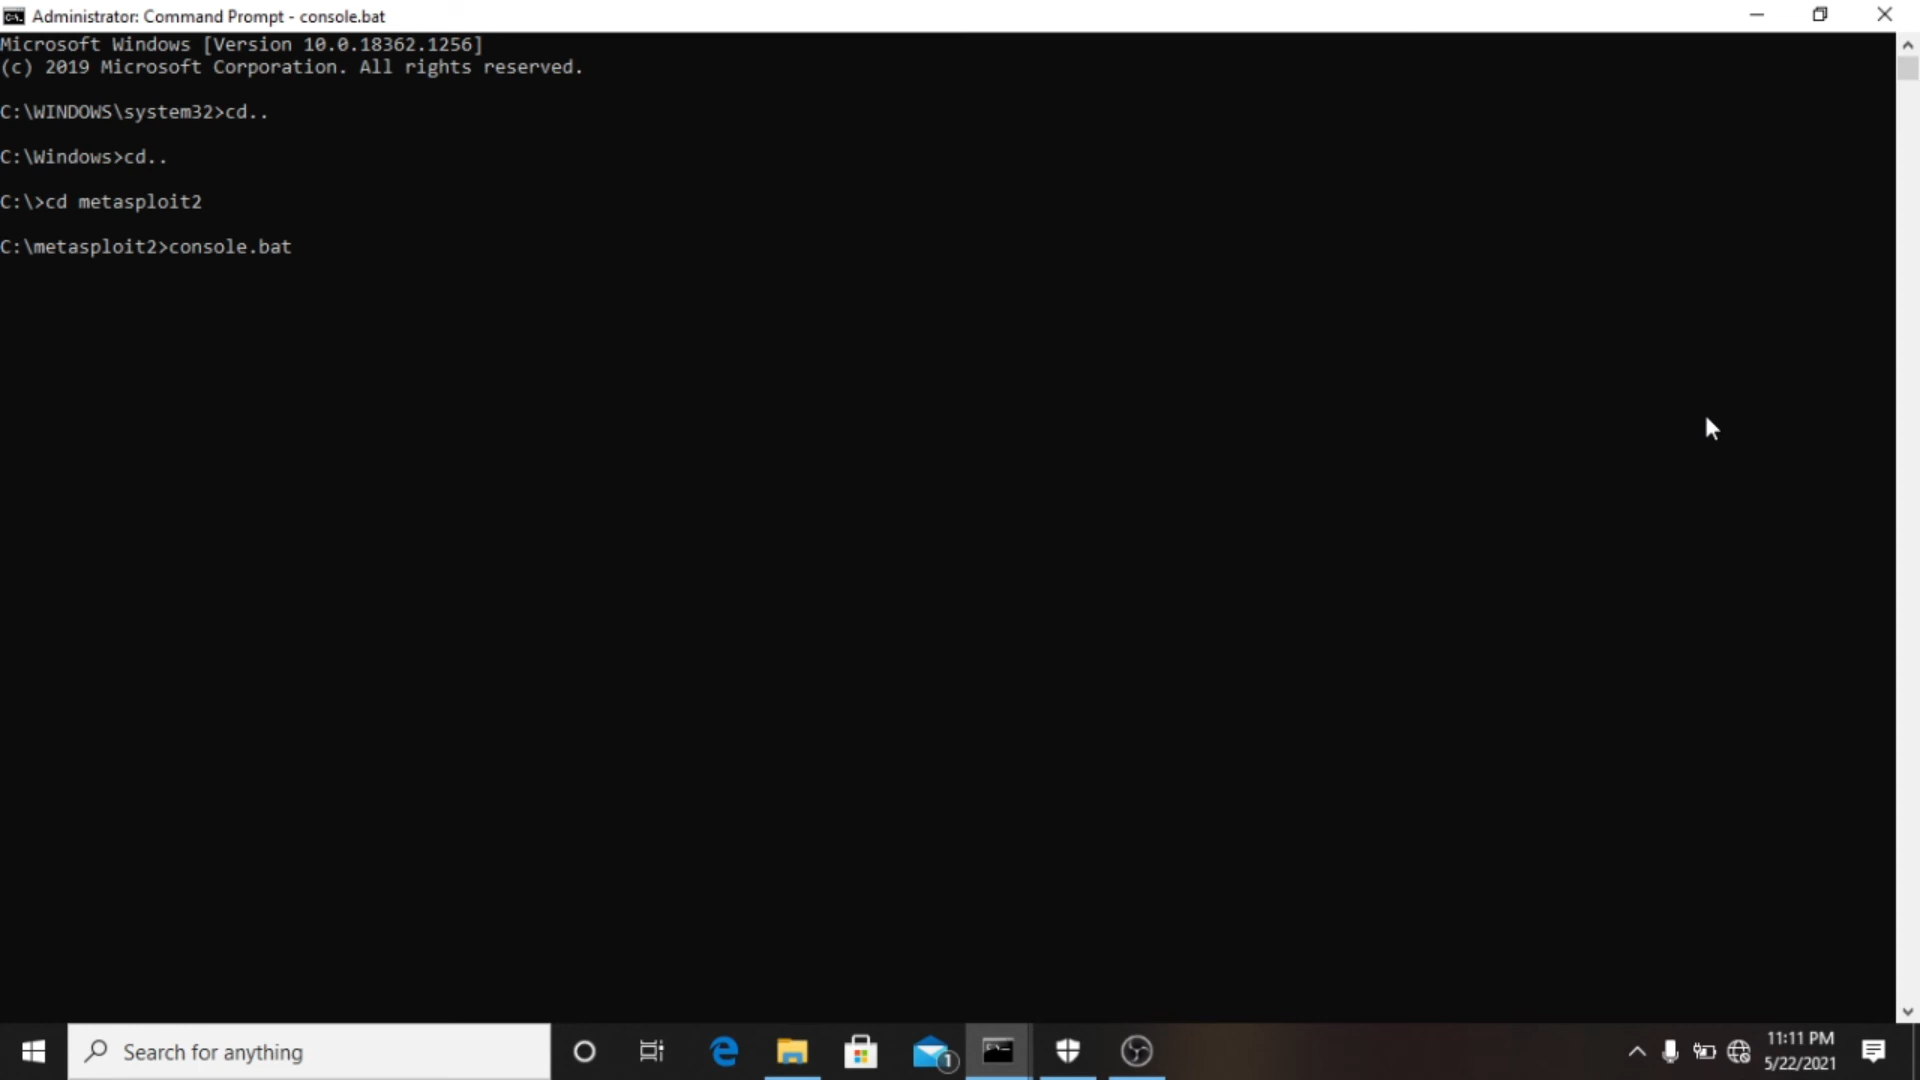 Administrator: Command Prompt - console.bat
Microsoft Windows [Version 10.0.18362.1256]
(c) 2019 Microsoft Corporation. All rights reserved.
C:\WINDOWS\system32>cd..
C:\Windows>cd..
C:\>cd metasploit2
C:\metasploit2>console.bat
Search for anything
1
11:11 PM
5/22/2021